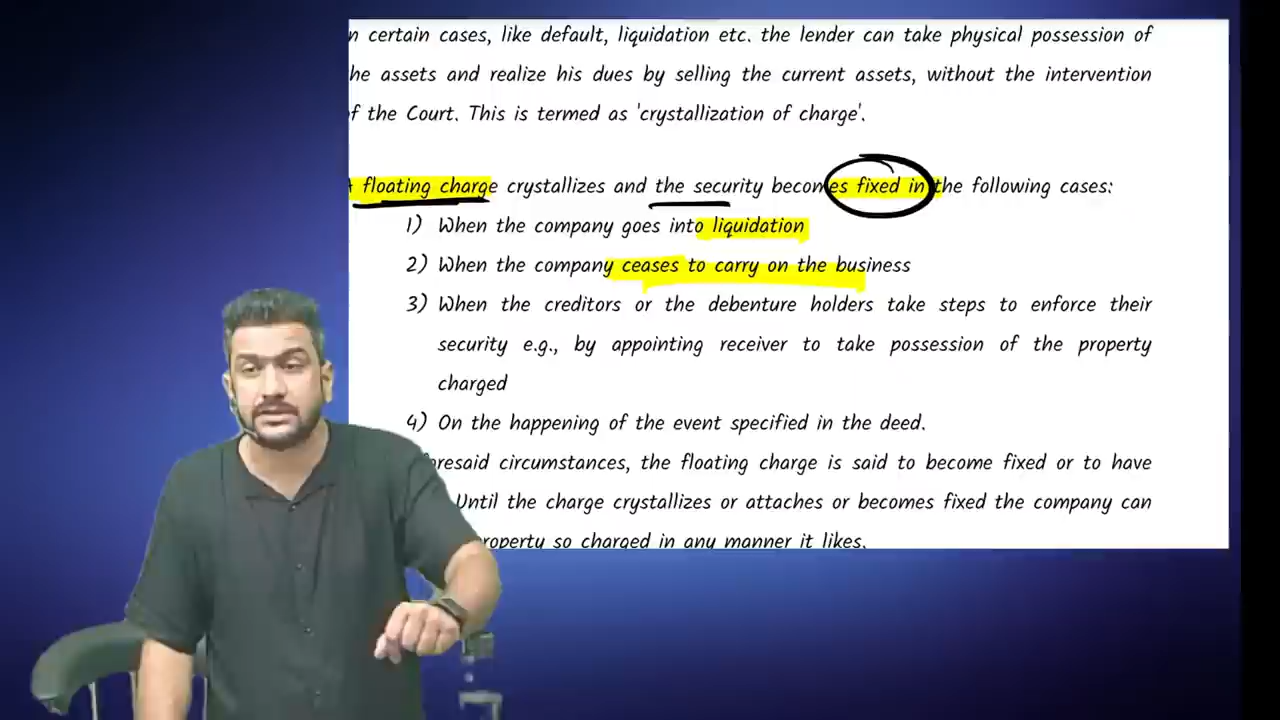 n certain cases, like default, liquidation etc. the lender can take physical possession of
he assets and realize his dues by selling the current assets, without the intervention
of the Court. This is termed as 'crystallization of charge'.
floating charge crystallizes and the security becomes fixed in the following cases:
1) When the company goes into liquidation
2) When the company ceases to carry on the business
3) When the creditors or the debenture holders take steps to enforce their
security e.g., by appointing receiver to take possession of the property
charged
4) On the happening of the event specified in the deed.
oresaid circumstances, the floating charge is said to become fixed or to have
Until the charge crystallizes or attaches or becomes fixed the company can
property so charged in any manner it likes.